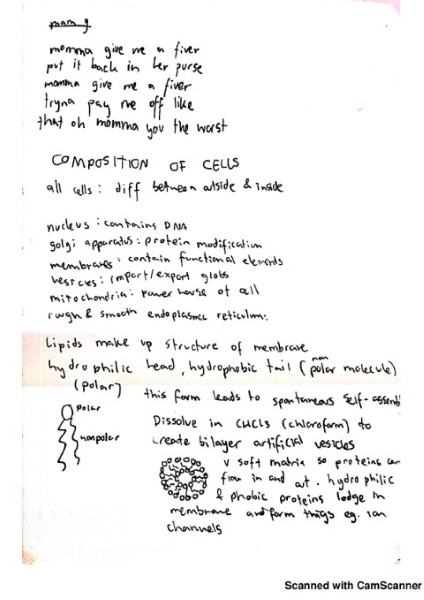 mom g
momma give me a fiver
put it back in her purse
momma give me a fiver
tryna pay me off like
that oh momma you the worst
COMPOSITION OF CELLS
all cells: diff between outside & inside
nucleus: contains DNA
golgi apparatus: protein modification
membranes: contain functional elements
vesicles: import/export globs
mitochondria: power house of cell
rough & smooth endoplasmic reticulum:
Lipids make up structure of membrane
non
hydrophilic head, hydrophobic tail (polar molecule)
(polar)
this form leads to spontaneous self-assembl
polar
nonpolar
Dissolve in CHCl3 (chloroform) to
create bilayer artificial vesicles
v soft matrix so proteins can
flow in and out. hydrophilic
& phobic proteins lodge in
membrane and form things eg. ion
channels
Scanned with CamScanner